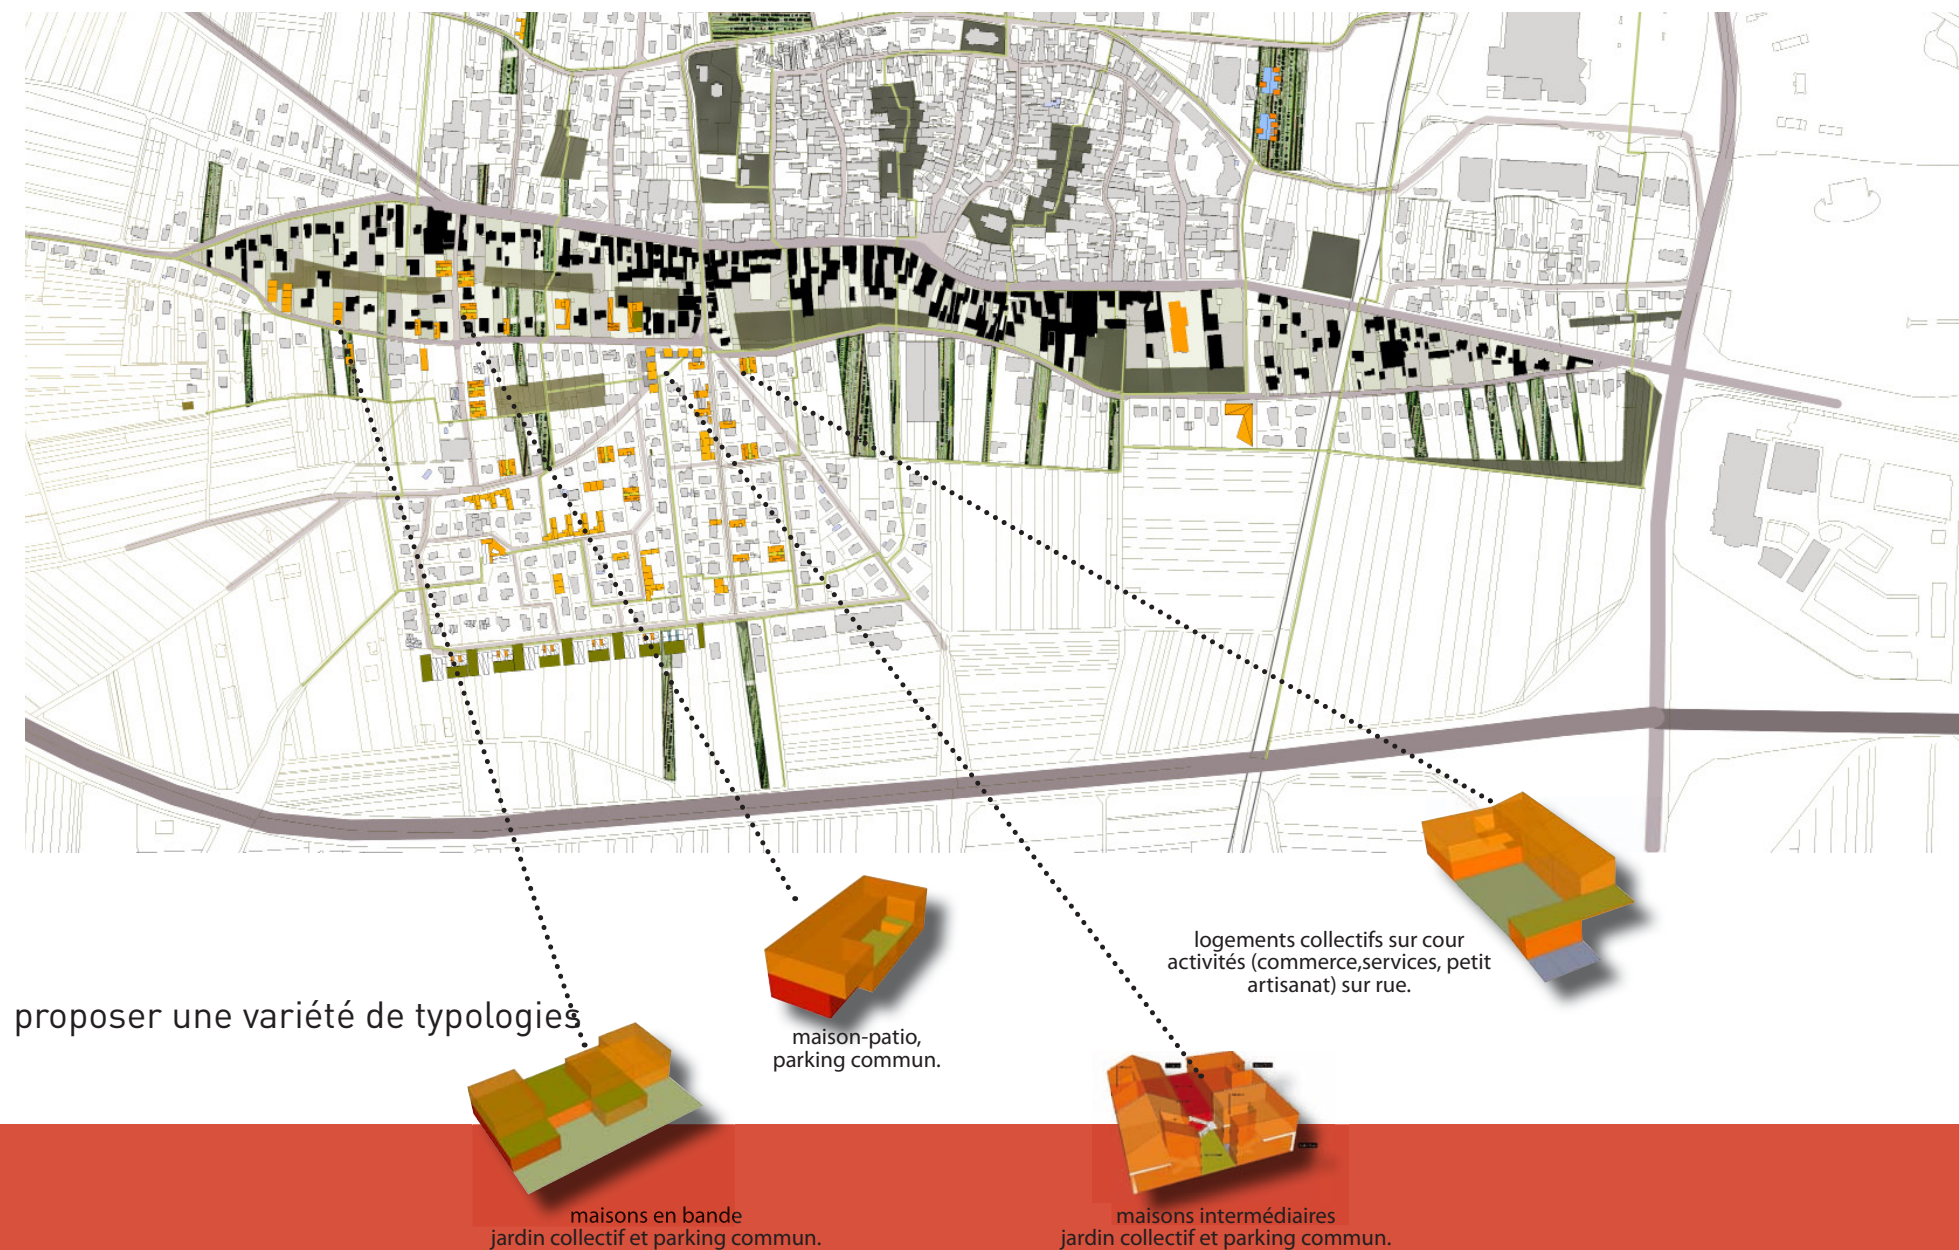 logements collectifs sur cour
activités (commerce,services, petit
artisanat) sur rue.
proposer une variété de typologies
maison-patio,
parking commun.
maisons en bande
jardin collectif et parking commun.
maisons intermédiaires
jardin collectif et parking commun.